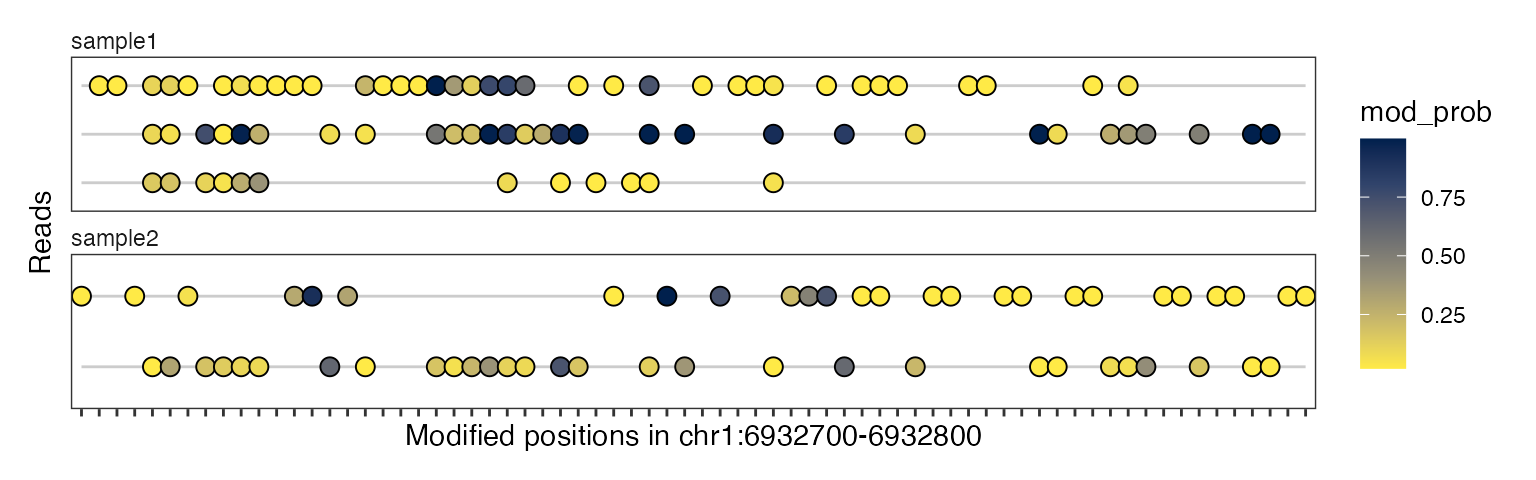 sample1
sample2
Reads
Modified positions in chr1:6932700-6932800
mod_prob
0.75
0.50
0.25